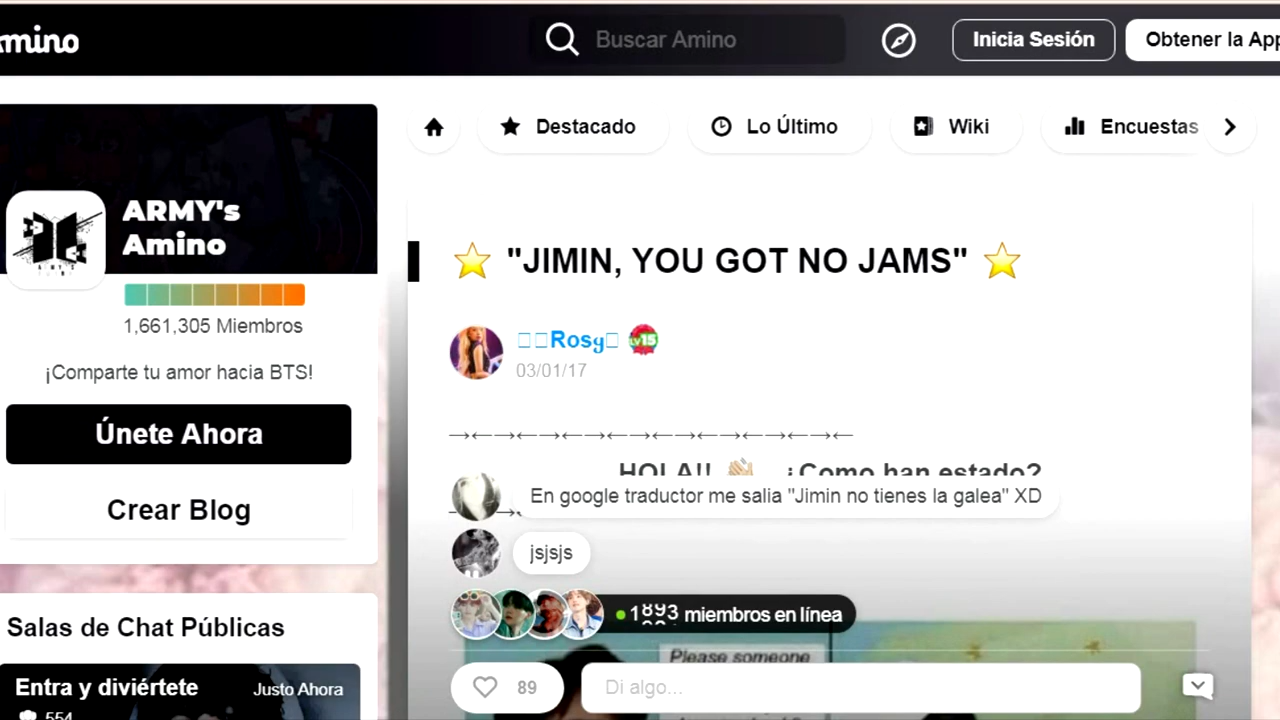 mino
Buscar Amino
Inicia Sesión
Obtener la App
Destacado
Lo Último
Wiki
Encuestas
ARMY's
Amino
1,661,305 Miembros
¡Comparte tu amor hacia BTS!
Únete Ahora
Crear Blog
Salas de Chat Públicas
Entra y diviértete
Justo Ahora
554
"JIMIN, YOU GOT NO JAMS"
Rosy
Lv15
03/01/17
→←→←→←→←→←→←→←→←→←
HOLA!! 👏🏻 ¿Como han estado?
En google traductor me salia "Jimin no tienes la galea" XD
jsjsjs
1893 miembros en línea
Please someone
89
Di algo...